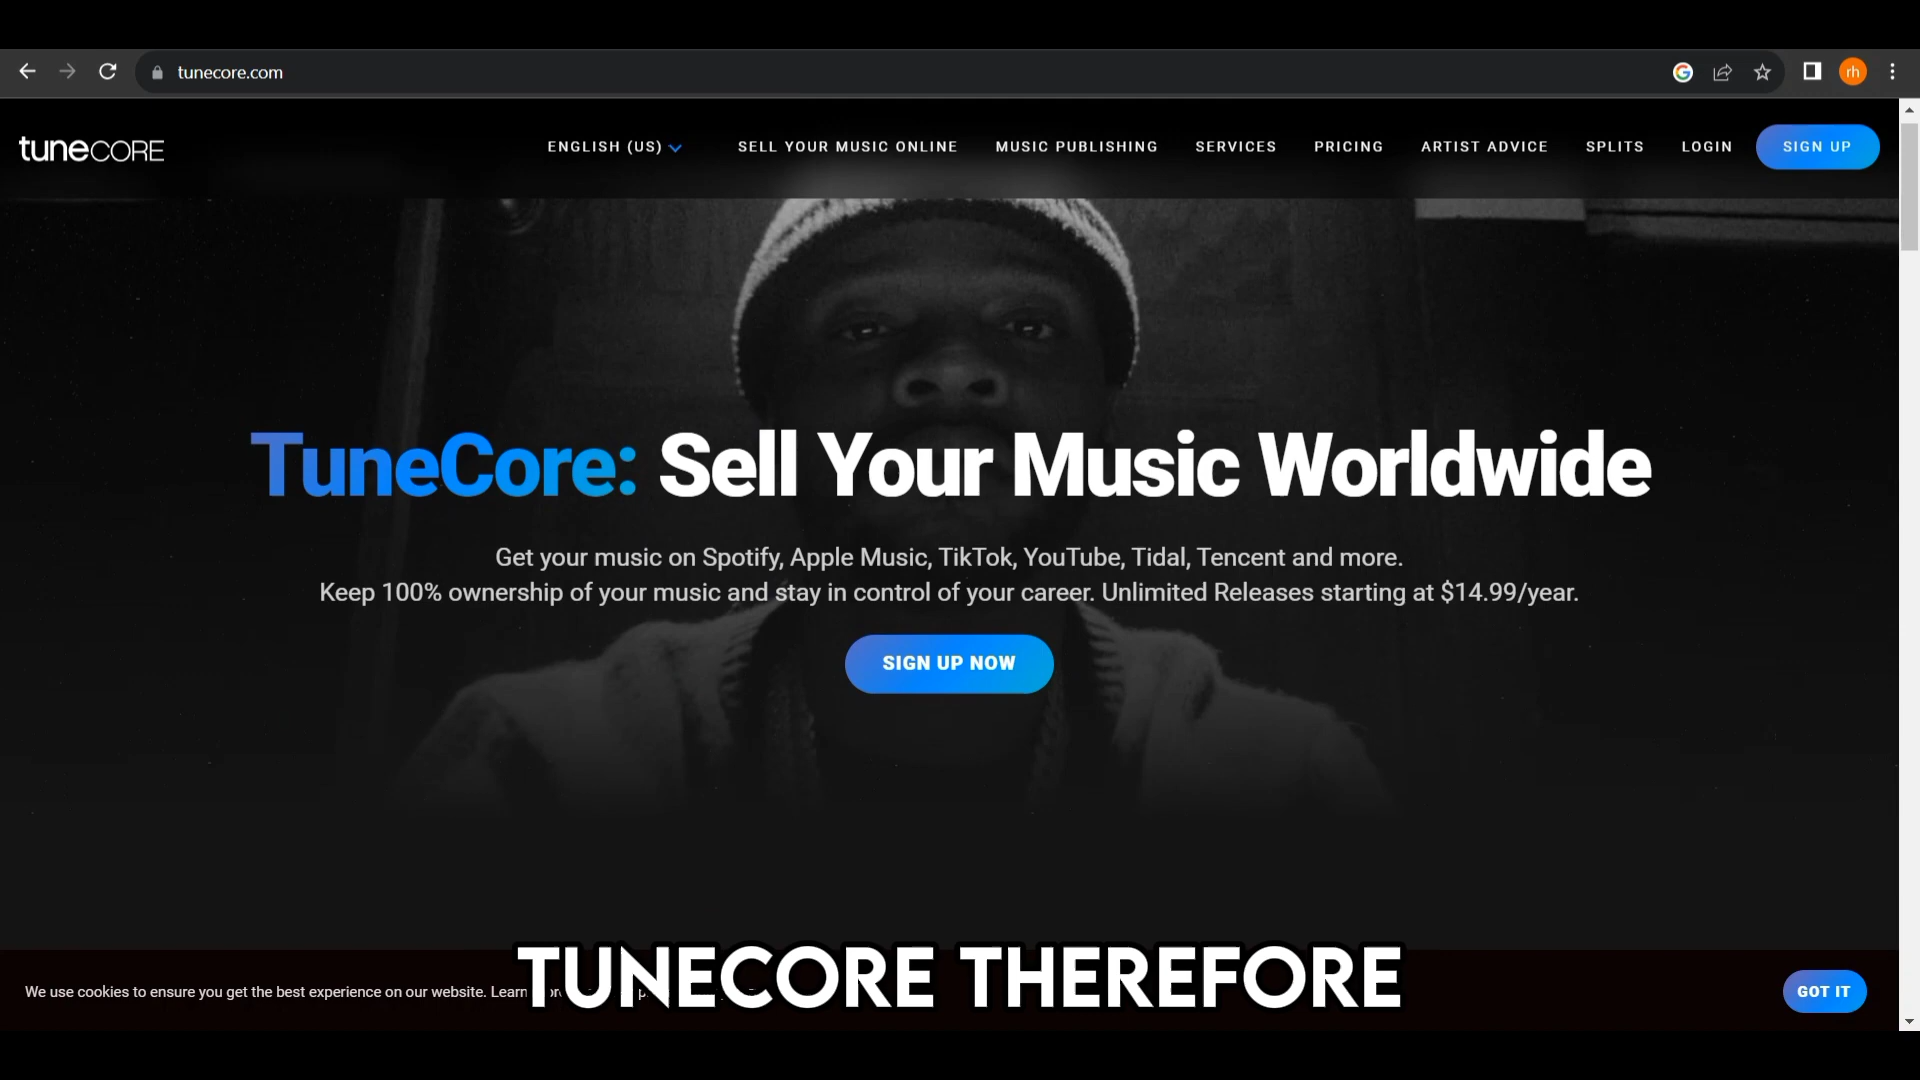 tunecore.com
rh
tuneCORE
ENGLISH (US)
SELL YOUR MUSIC ONLINE
MUSIC PUBLISHING
SERVICES
PRICING
ARTIST ADVICE
SPLITS
LOGIN
SIGN UP
TuneCore: Sell Your Music Worldwide
Get your music on Spotify, Apple Music, TikTok, YouTube, Tidal, Tencent and more.
Keep 100% ownership of your music and stay in control of your career. Unlimited Releases starting at $14.99/year.
SIGN UP NOW
We use cookies to ensure you get the best experience on our website. Learn
GOT IT
TUNECORE THEREFORE